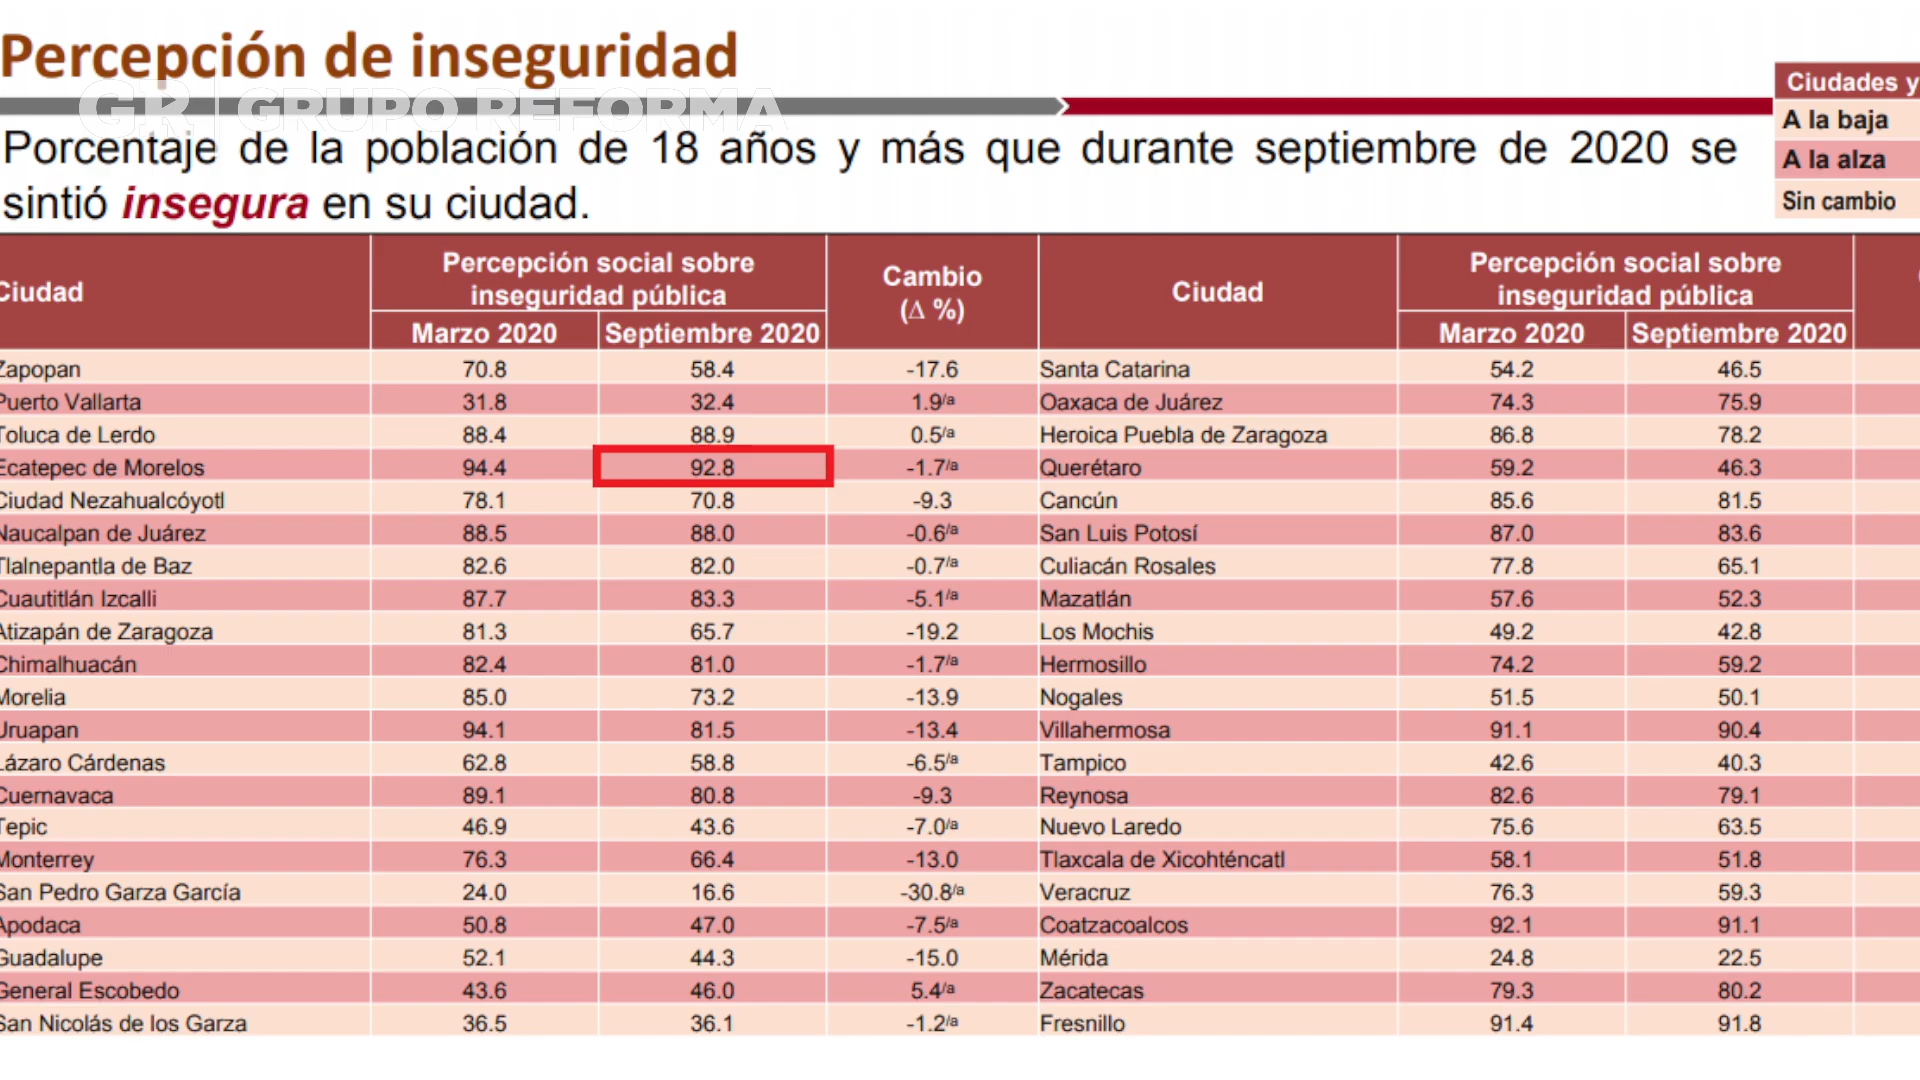 Percepción de inseguridad
GR GRUPO REFORMA
Ciudades y
A la baja
A la alza
Sin cambio
Porcentaje de la población de 18 años y más que durante septiembre de 2020 se
sintió insegura en su ciudad.
Ciudad Percepción social sobre inseguridad pública Cambio (Δ %) Ciudad Percepción social sobre inseguridad pública
Marzo 2020 Septiembre 2020 Marzo 2020 Septiembre 2020
Zapopan 70.8 58.4 -17.6 Santa Catarina 54.2 46.5
Puerto Vallarta 31.8 32.4 1.9/a Oaxaca de Juárez 74.3 75.9
Toluca de Lerdo 88.4 88.9 0.5/a Heroica Puebla de Zaragoza 86.8 78.2
Ecatepec de Morelos 94.4 92.8 -1.7/a Querétaro 59.2 46.3
Ciudad Nezahualcóyotl 78.1 70.8 -9.3 Cancún 85.6 81.5
Naucalpan de Juárez 88.5 88.0 -0.6/a San Luis Potosí 87.0 83.6
Tlalnepantla de Baz 82.6 82.0 -0.7/a Culiacán Rosales 77.8 65.1
Cuautitlán Izcalli 87.7 83.3 -5.1/a Mazatlán 57.6 52.3
Atizapán de Zaragoza 81.3 65.7 -19.2 Los Mochis 49.2 42.8
Chimalhuacán 82.4 81.0 -1.7/a Hermosillo 74.2 59.2
Morelia 85.0 73.2 -13.9 Nogales 51.5 50.1
Uruapan 94.1 81.5 -13.4 Villahermosa 91.1 90.4
Lázaro Cárdenas 62.8 58.8 -6.5/a Tampico 42.6 40.3
Cuernavaca 89.1 80.8 -9.3 Reynosa 82.6 79.1
Tepic 46.9 43.6 -7.0/a Nuevo Laredo 75.6 63.5
Monterrey 76.3 66.4 -13.0 Tlaxcala de Xicohténcatl 58.1 51.8
San Pedro Garza García 24.0 16.6 -30.8/a Veracruz 76.3 59.3
Apodaca 50.8 47.0 -7.5/a Coatzacoalcos 92.1 91.1
Guadalupe 52.1 44.3 -15.0 Mérida 24.8 22.5
General Escobedo 43.6 46.0 5.4/a Zacatecas 79.3 80.2
San Nicolás de los Garza 36.5 36.1 -1.2/a Fresnillo 91.4 91.8